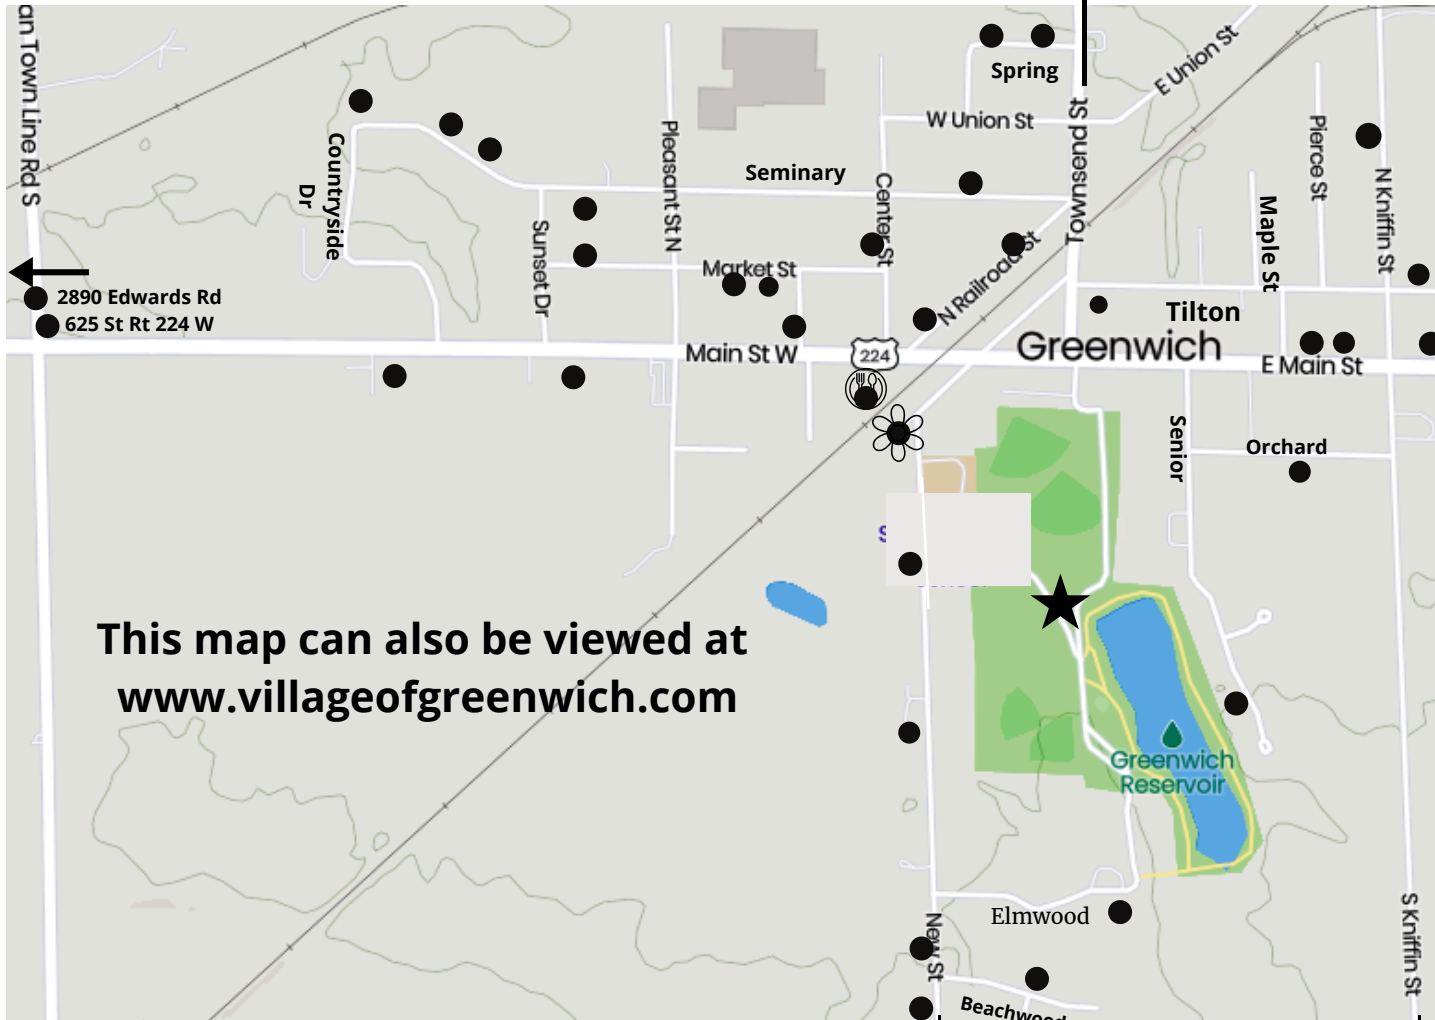 an Town Line Rd S
Spring
E Union St
W Union St
Townsend St
Pierce St
N Kniffin St
Countryside
Dr
Pleasant St N
Seminary
Center St
Maple St
Sunset Dr
Market St
N Railroad St
2890 Edwards Rd
625 St Rt 224 W
Tilton
Main St W
224
Greenwich
E Main St
Senior
Orchard
This map can also be viewed at
www.villageofgreenwich.com
Greenwich
Reservoir
Elmwood
New St
S Kniffin St
Beachwood